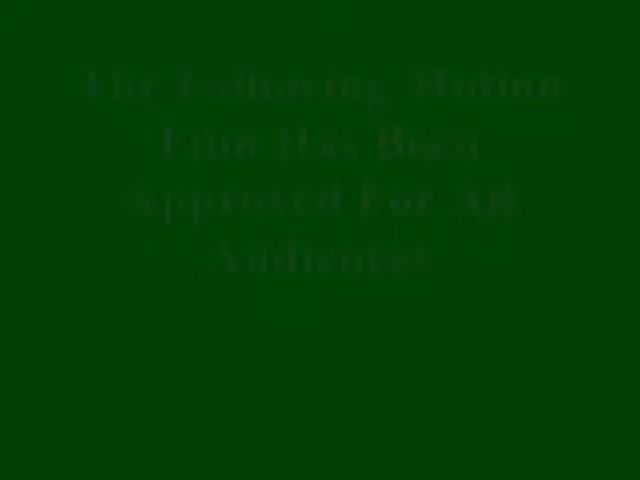 The Following Motion
Film Has Been
Approved For All
Audiences